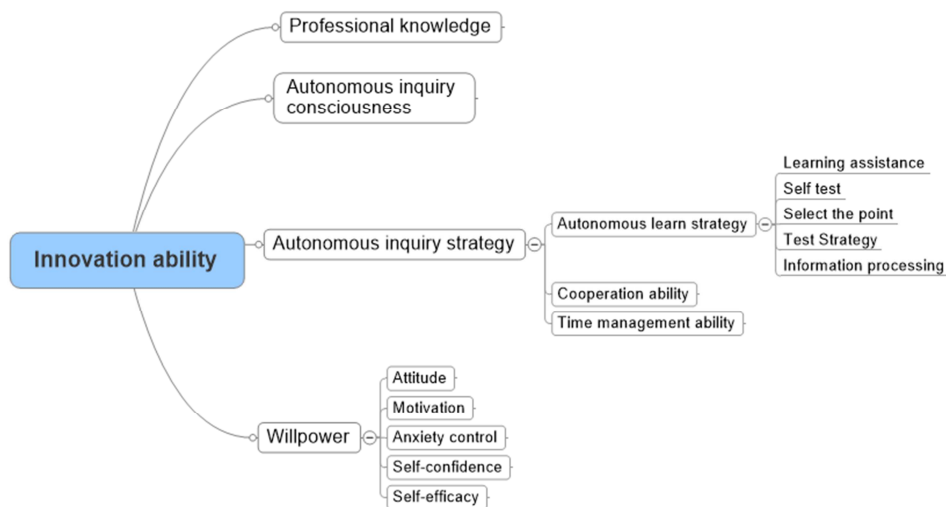 Professional knowledge
Autonomous inquiry
consciousness
Innovation ability
Autonomous inquiry strategy
Autonomous learn strategy
Learning assistance
Self test
Select the point
Test Strategy
Information processing
Cooperation ability
Time management ability
Willpower
Attitude
Motivation
Anxiety control
Self-confidence
Self-efficacy